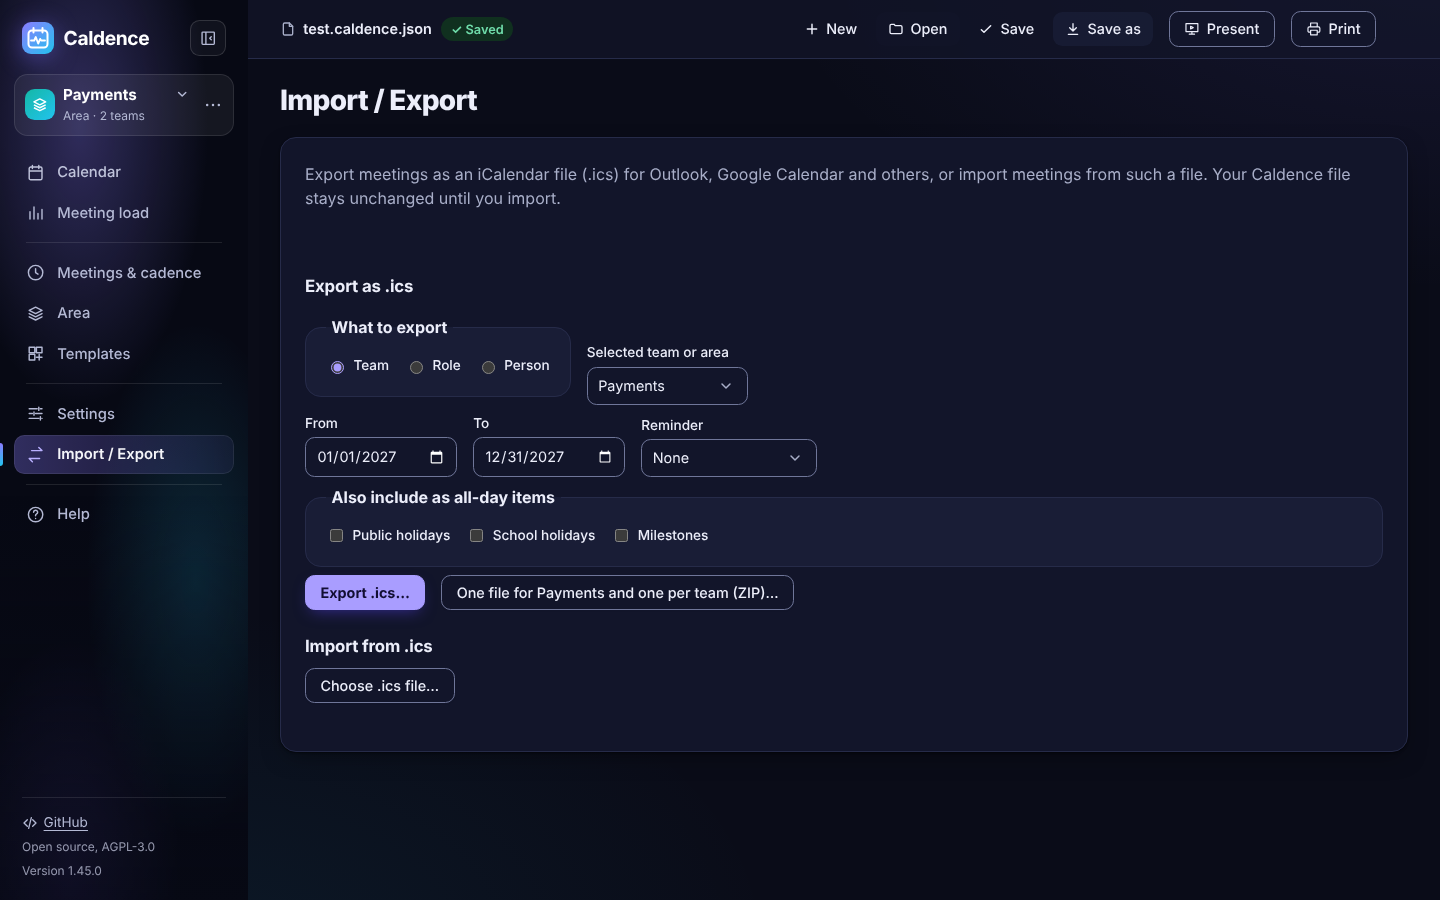 Caldence
test.caldence.json
Saved
New
Open
Save
Save as
Present
Print
Payments
Area · 2 teams
Calendar
Meeting load
Meetings & cadence
Area
Templates
Settings
Import / Export
Help
GitHub
Open source, AGPL-3.0
Version 1.45.0
Import / Export
Export meetings as an iCalendar file (.ics) for Outlook, Google Calendar and others, or import meetings from such a file. Your Caldence file
stays unchanged until you import.
Export as .ics
What to export
Team
Role
Person
Selected team or area
Payments
From
To
Reminder
01/01/2027
12/31/2027
None
Also include as all-day items
Public holidays
School holidays
Milestones
Export .ics...
One file for Payments and one per team (ZIP)...
Import from .ics
Choose .ics file...